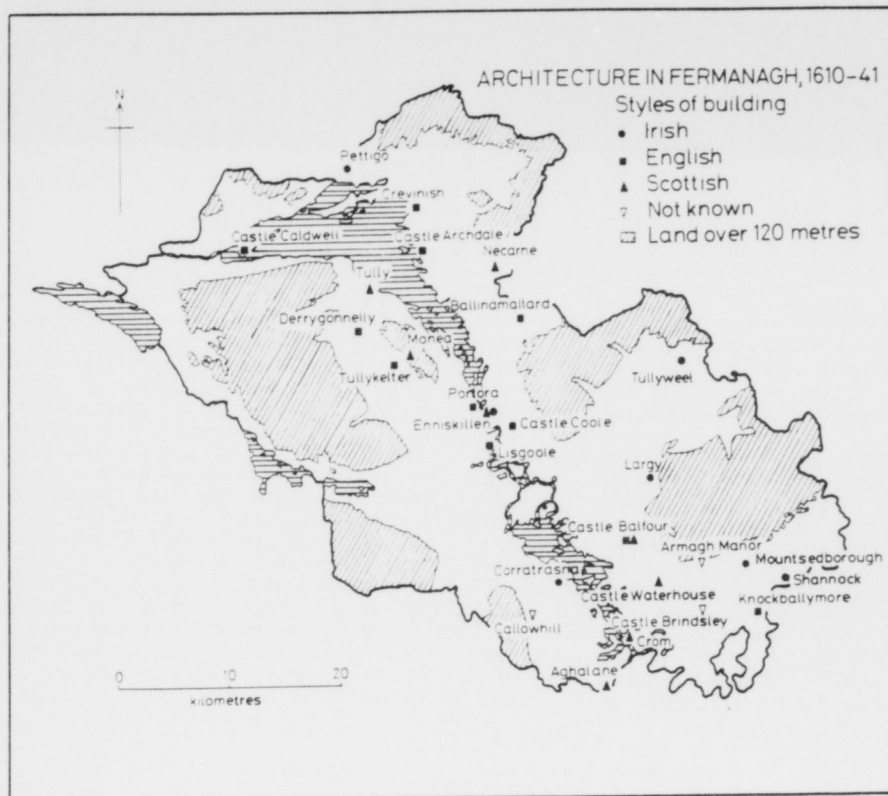 ARCHITECTURE IN FERMANAGH, 1610-41
Styles of building
Irish
English
Scottish
Not known
Land over 120 metres
N
Pettigo
Crevinish
Castle Caldwell
Castle Archdale
Necarne
Tully
Ballinamallard
Derrygonnelly
Monea
Tullykelter
Tullyweel
Portora
Enniskillen
Castle Coole
Lisgoole
Largy
Castle Balfour
Armagh Manor
Mountsedborough
Corratrasna
Shannock
Castle Waterhouse
Knockballymore
Callowhill
Castle Brindsley
Crom
Aghalane
0 10 20
kilometres